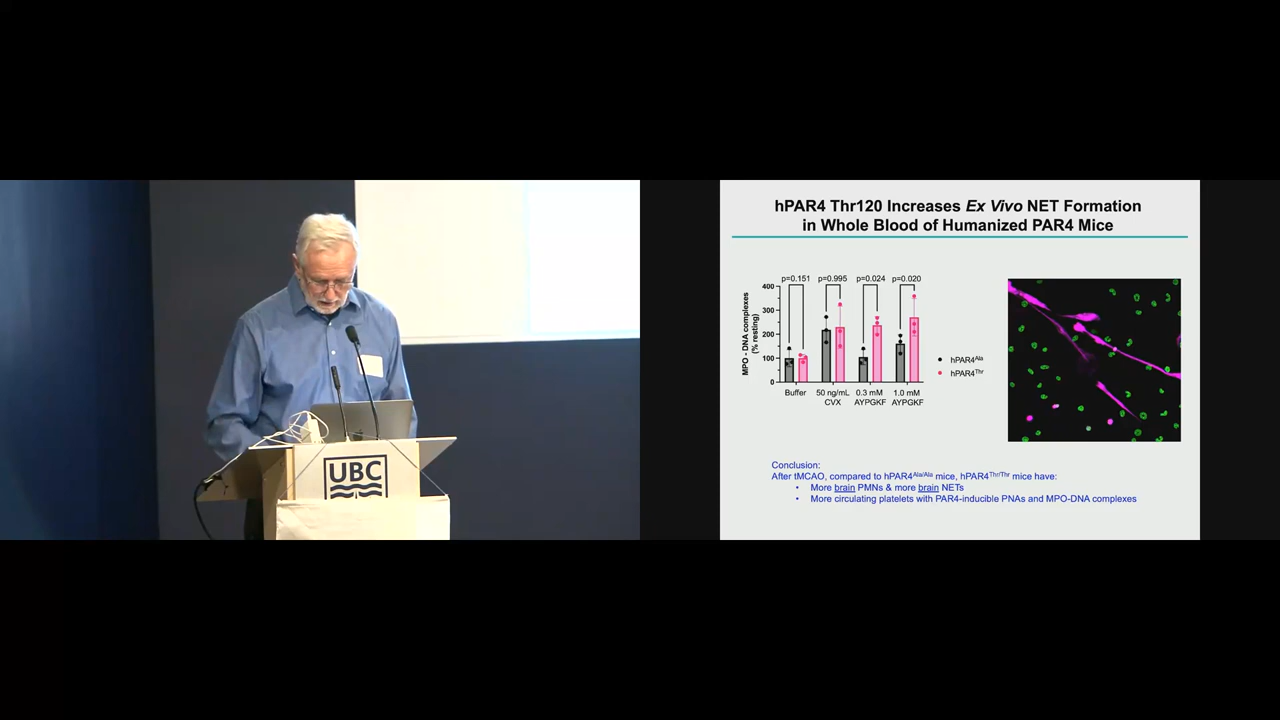 UBC
hPAR4 Thr120 Increases Ex Vivo NET Formation
in Whole Blood of Humanized PAR4 Mice
p=0.151 p=0.995 p=0.024 p=0.020
MPO - DNA complexes
(% resting)
400
300
200
100
0
Buffer
50 ng/mL
CVX
0.3 mM
AYPGKF
1.0 mM
AYPGKF
hPAR4Ala
hPAR4Thr
Conclusion:
After tMCAO, compared to hPAR4Ala/Ala mice, hPAR4Thr/Thr mice have:
• More brain PMNs & more brain NETs
• More circulating platelets with PAR4-inducible PNAs and MPO-DNA complexes